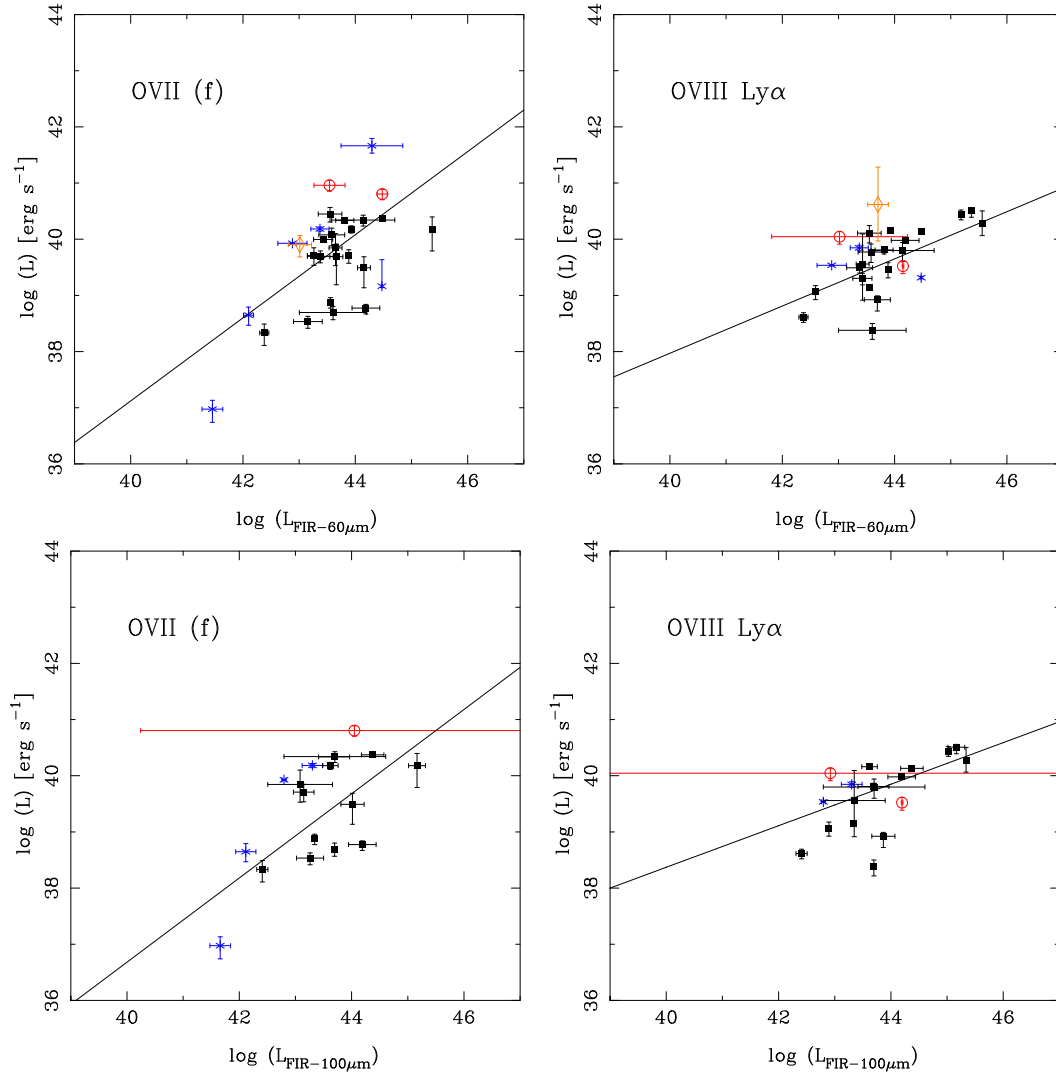 OVII (f)
log (L) [erg s⁻¹]
36 38 40 42 44
40 42 44 46
log (L_FIR−60μm)
OVIII Lyα
log (L) [erg s⁻¹]
36 38 40 42 44
40 42 44 46
log (L_FIR−60μm)
OVII (f)
log (L) [erg s⁻¹]
36 38 40 42 44
40 42 44 46
log (L_FIR−100μm)
OVIII Lyα
log (L) [erg s⁻¹]
36 38 40 42 44
40 42 44 46
log (L_FIR−100μm)